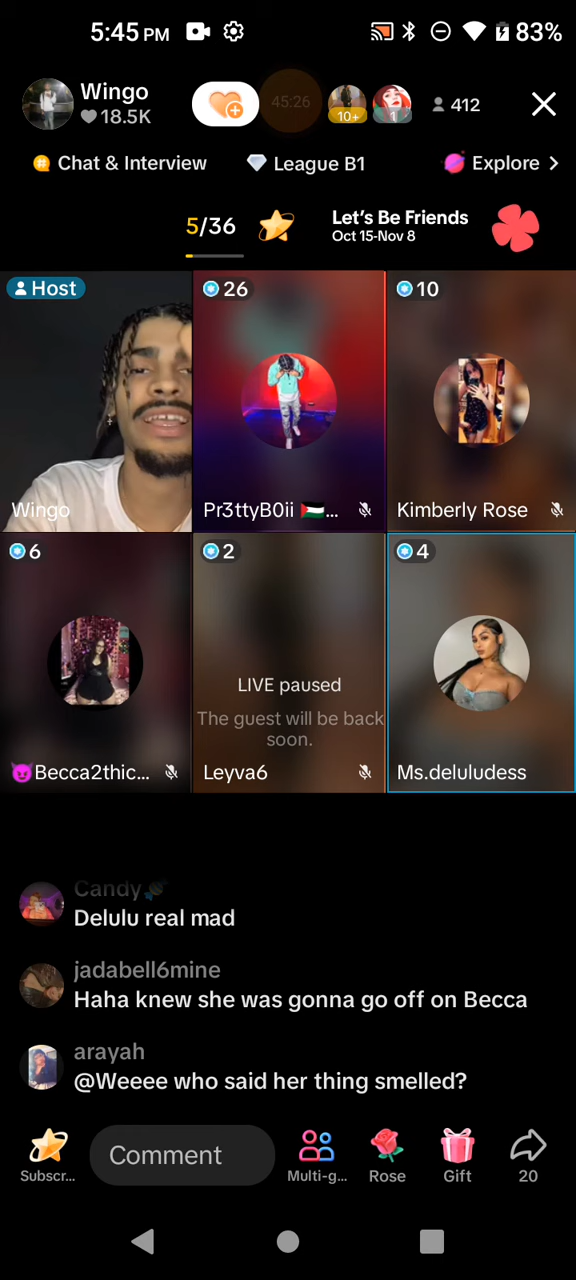 5:45 PM 83%
Wingo
18.5K
45:26
10+
1
412
Chat & Interview
League B1
Explore >
5/36
Let's Be Friends
Oct 15-Nov 8
Host
26
10
Wingo
Pr3ttyB0ii 🇵🇸...
Kimberly Rose
6
2
4
LIVE paused
The guest will be back
soon.
😈Becca2thic...
Leyva6
Ms.deluludess
Candy
Delulu real mad
jadabell6mine
Haha knew she was gonna go off on Becca
arayah
@Weeee who said her thing smelled?
Comment
Subscr...
Multi-g...
Rose
Gift
20